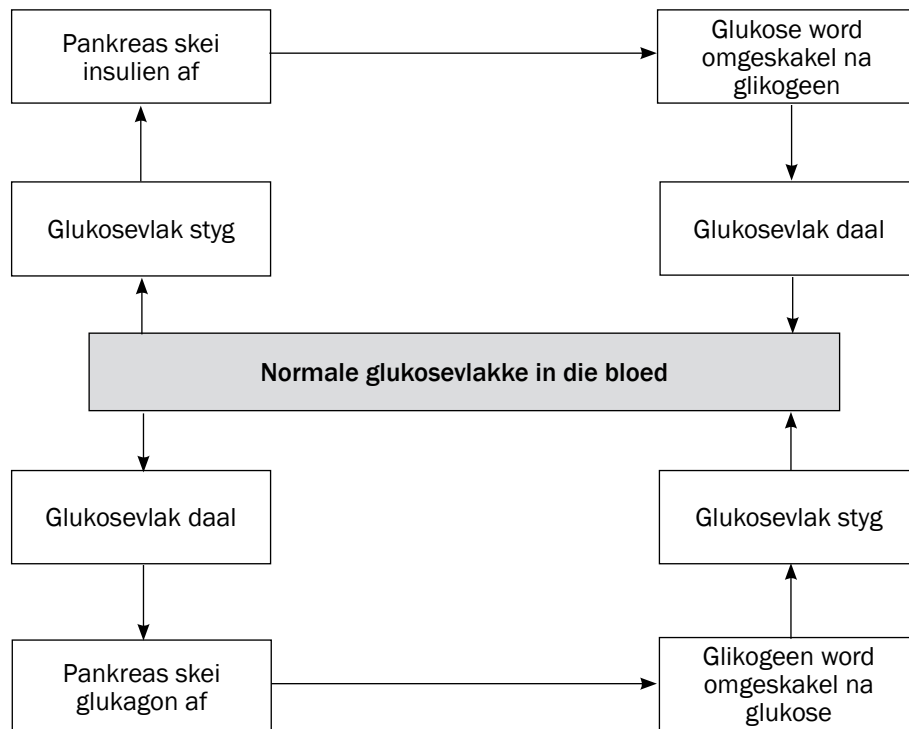 Pankreas skei
insulien af
Glukose word
omgeskakel na
glikogeen
Glukosevlak styg
Glukosevlak daal
Normale glukosevlakke in die bloed
Glukosevlak daal
Glukosevlak styg
Pankreas skei
glukagon af
Glikogeen word
omgeskakel na
glukose